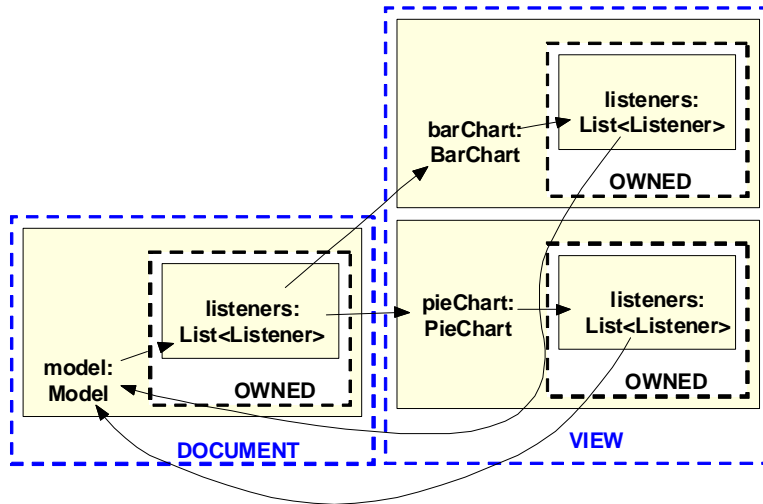 listeners:
List<Listener>
barChart:
BarChart
OWNED
listeners:
List<Listener>
pieChart:
PieChart
OWNED
VIEW
listeners:
List<Listener>
model:
Model
OWNED
DOCUMENT